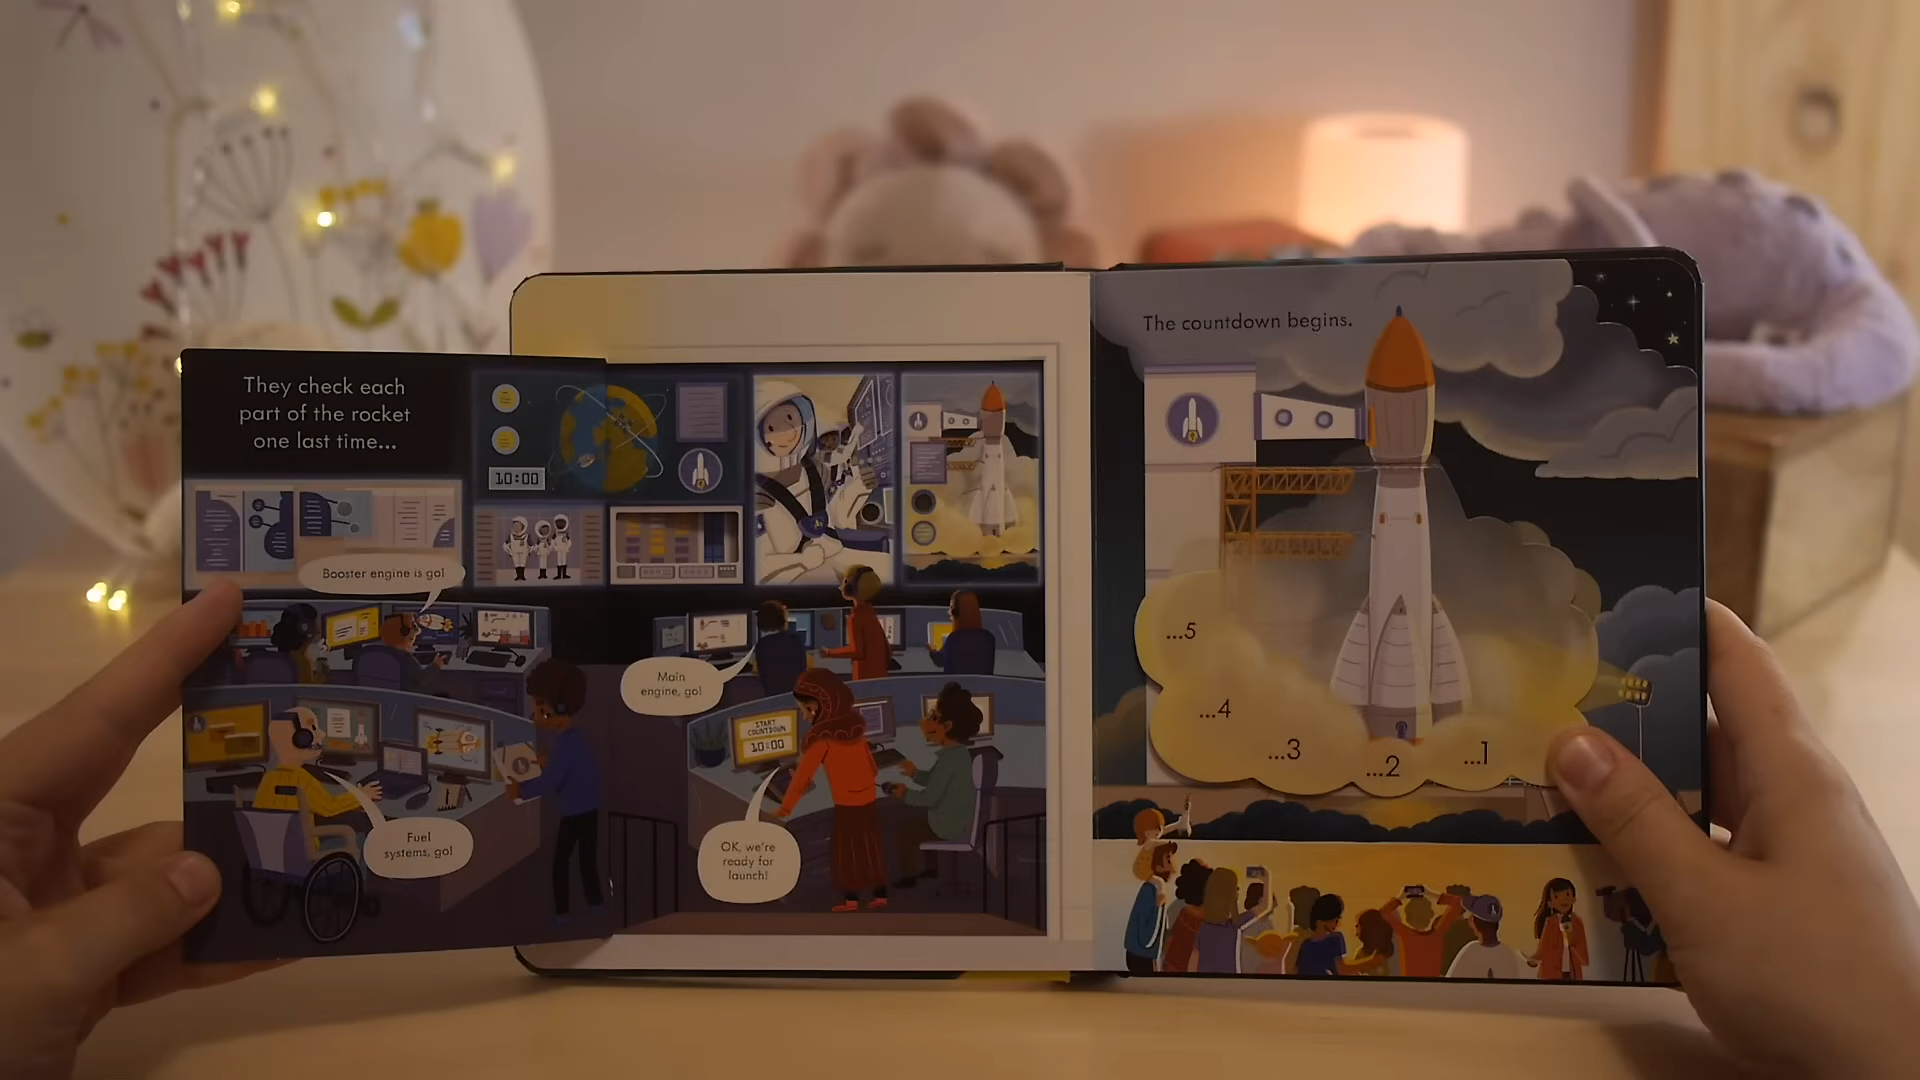 They check each
part of the rocket
one last time...
10:00
Booster engine is go!
Main
engine, go!
START
COUNTDOWN
10:00
Fuel
systems, go!
OK, we're
ready for
launch!
The countdown begins.
...5
...4
...3
...2
...1